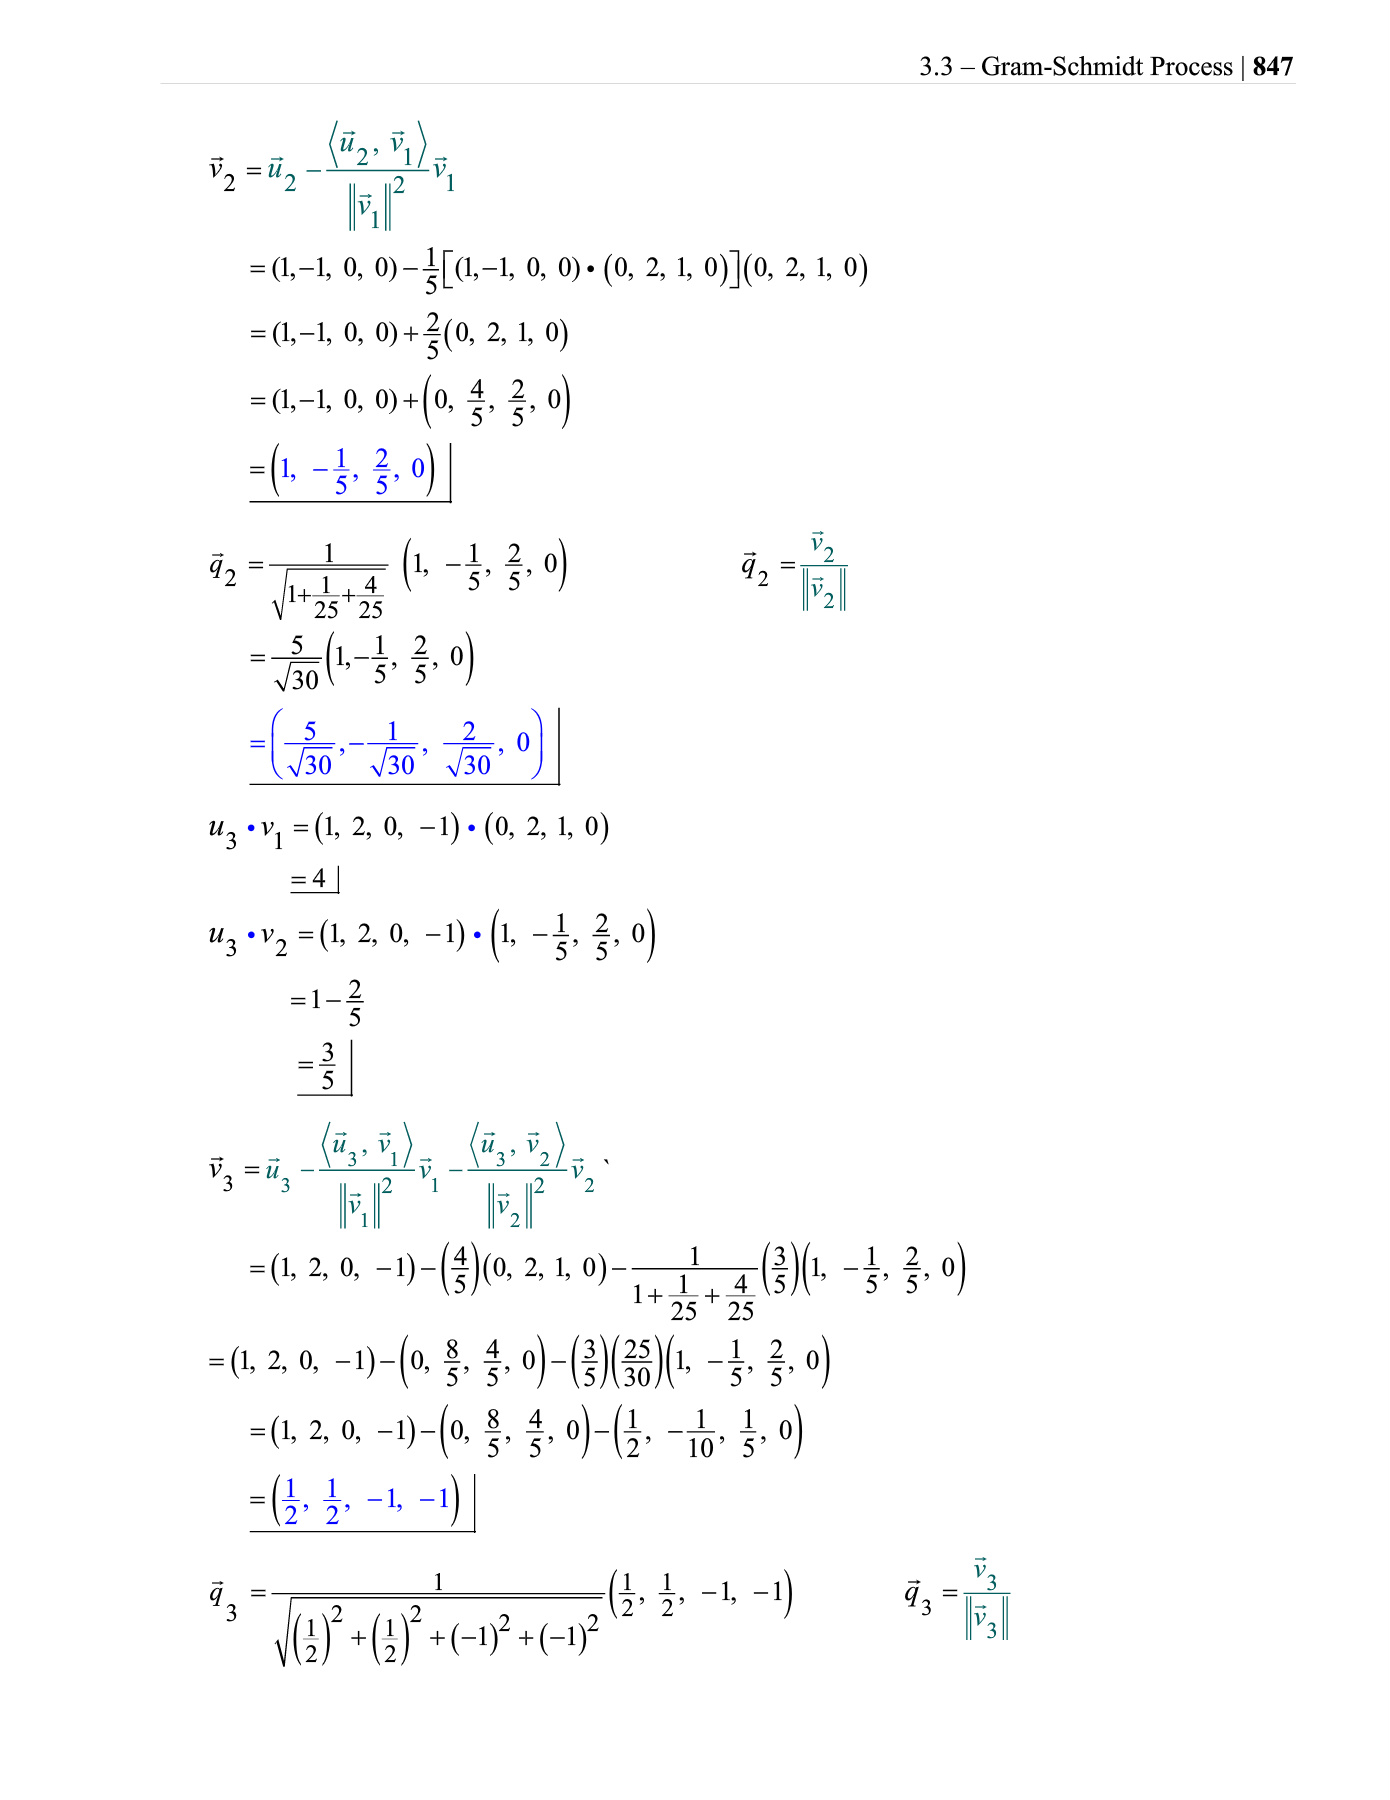 3.3 – Gram-Schmidt Process | 847
$\vec{v}_2 = \vec{u}_2 - \frac{\langle \vec{u}_2, \vec{v}_1 \rangle}{\|\vec{v}_1\|^2} \vec{v}_1$
$= (1, -1, 0, 0) - \frac{1}{5}\left[(1, -1, 0, 0) \bullet (0, 2, 1, 0)\right](0, 2, 1, 0)$
$= (1, -1, 0, 0) + \frac{2}{5}(0, 2, 1, 0)$
$= (1, -1, 0, 0) + \left(0, \frac{4}{5}, \frac{2}{5}, 0\right)$
$= \left(1, -\frac{1}{5}, \frac{2}{5}, 0\right)$
$\vec{q}_2 = \frac{1}{\sqrt{1 + \frac{1}{25} + \frac{4}{25}}} \left(1, -\frac{1}{5}, \frac{2}{5}, 0\right)$ $\vec{q}_2 = \frac{\vec{v}_2}{\|\vec{v}_2\|}$
$= \frac{5}{\sqrt{30}}\left(1, -\frac{1}{5}, \frac{2}{5}, 0\right)$
$= \left(\frac{5}{\sqrt{30}}, -\frac{1}{\sqrt{30}}, \frac{2}{\sqrt{30}}, 0\right)$
$u_3 \bullet v_1 = (1, 2, 0, -1) \bullet (0, 2, 1, 0)$
$= 4$
$u_3 \bullet v_2 = (1, 2, 0, -1) \bullet \left(1, -\frac{1}{5}, \frac{2}{5}, 0\right)$
$= 1 - \frac{2}{5}$
$= \frac{3}{5}$
$\vec{v}_3 = \vec{u}_3 - \frac{\langle \vec{u}_3, \vec{v}_1 \rangle}{\|\vec{v}_1\|^2} \vec{v}_1 - \frac{\langle \vec{u}_3, \vec{v}_2 \rangle}{\|\vec{v}_2\|^2} \vec{v}_2$ `
$= (1, 2, 0, -1) - \left(\frac{4}{5}\right)(0, 2, 1, 0) - \frac{1}{1 + \frac{1}{25} + \frac{4}{25}}\left(\frac{3}{5}\right)\left(1, -\frac{1}{5}, \frac{2}{5}, 0\right)$
$= (1, 2, 0, -1) - \left(0, \frac{8}{5}, \frac{4}{5}, 0\right) - \left(\frac{3}{5}\right)\left(\frac{25}{30}\right)\left(1, -\frac{1}{5}, \frac{2}{5}, 0\right)$
$= (1, 2, 0, -1) - \left(0, \frac{8}{5}, \frac{4}{5}, 0\right) - \left(\frac{1}{2}, -\frac{1}{10}, \frac{1}{5}, 0\right)$
$= \left(\frac{1}{2}, \frac{1}{2}, -1, -1\right)$
$\vec{q}_3 = \frac{1}{\sqrt{\left(\frac{1}{2}\right)^2 + \left(\frac{1}{2}\right)^2 + (-1)^2 + (-1)^2}} \left(\frac{1}{2}, \frac{1}{2}, -1, -1\right)$ $\vec{q}_3 = \frac{\vec{v}_3}{\|\vec{v}_3\|}$